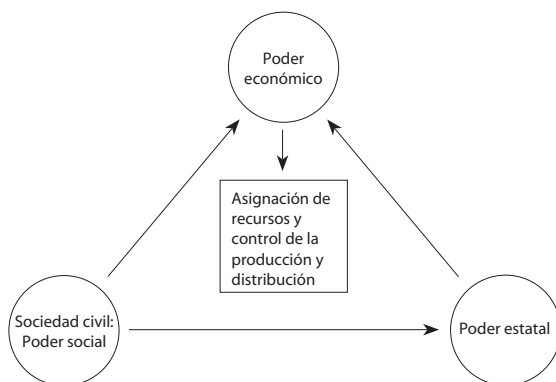 Poder
económico
Asignación de
recursos y
control de la
producción y
distribución
Sociedad civil:
Poder social
Poder estatal